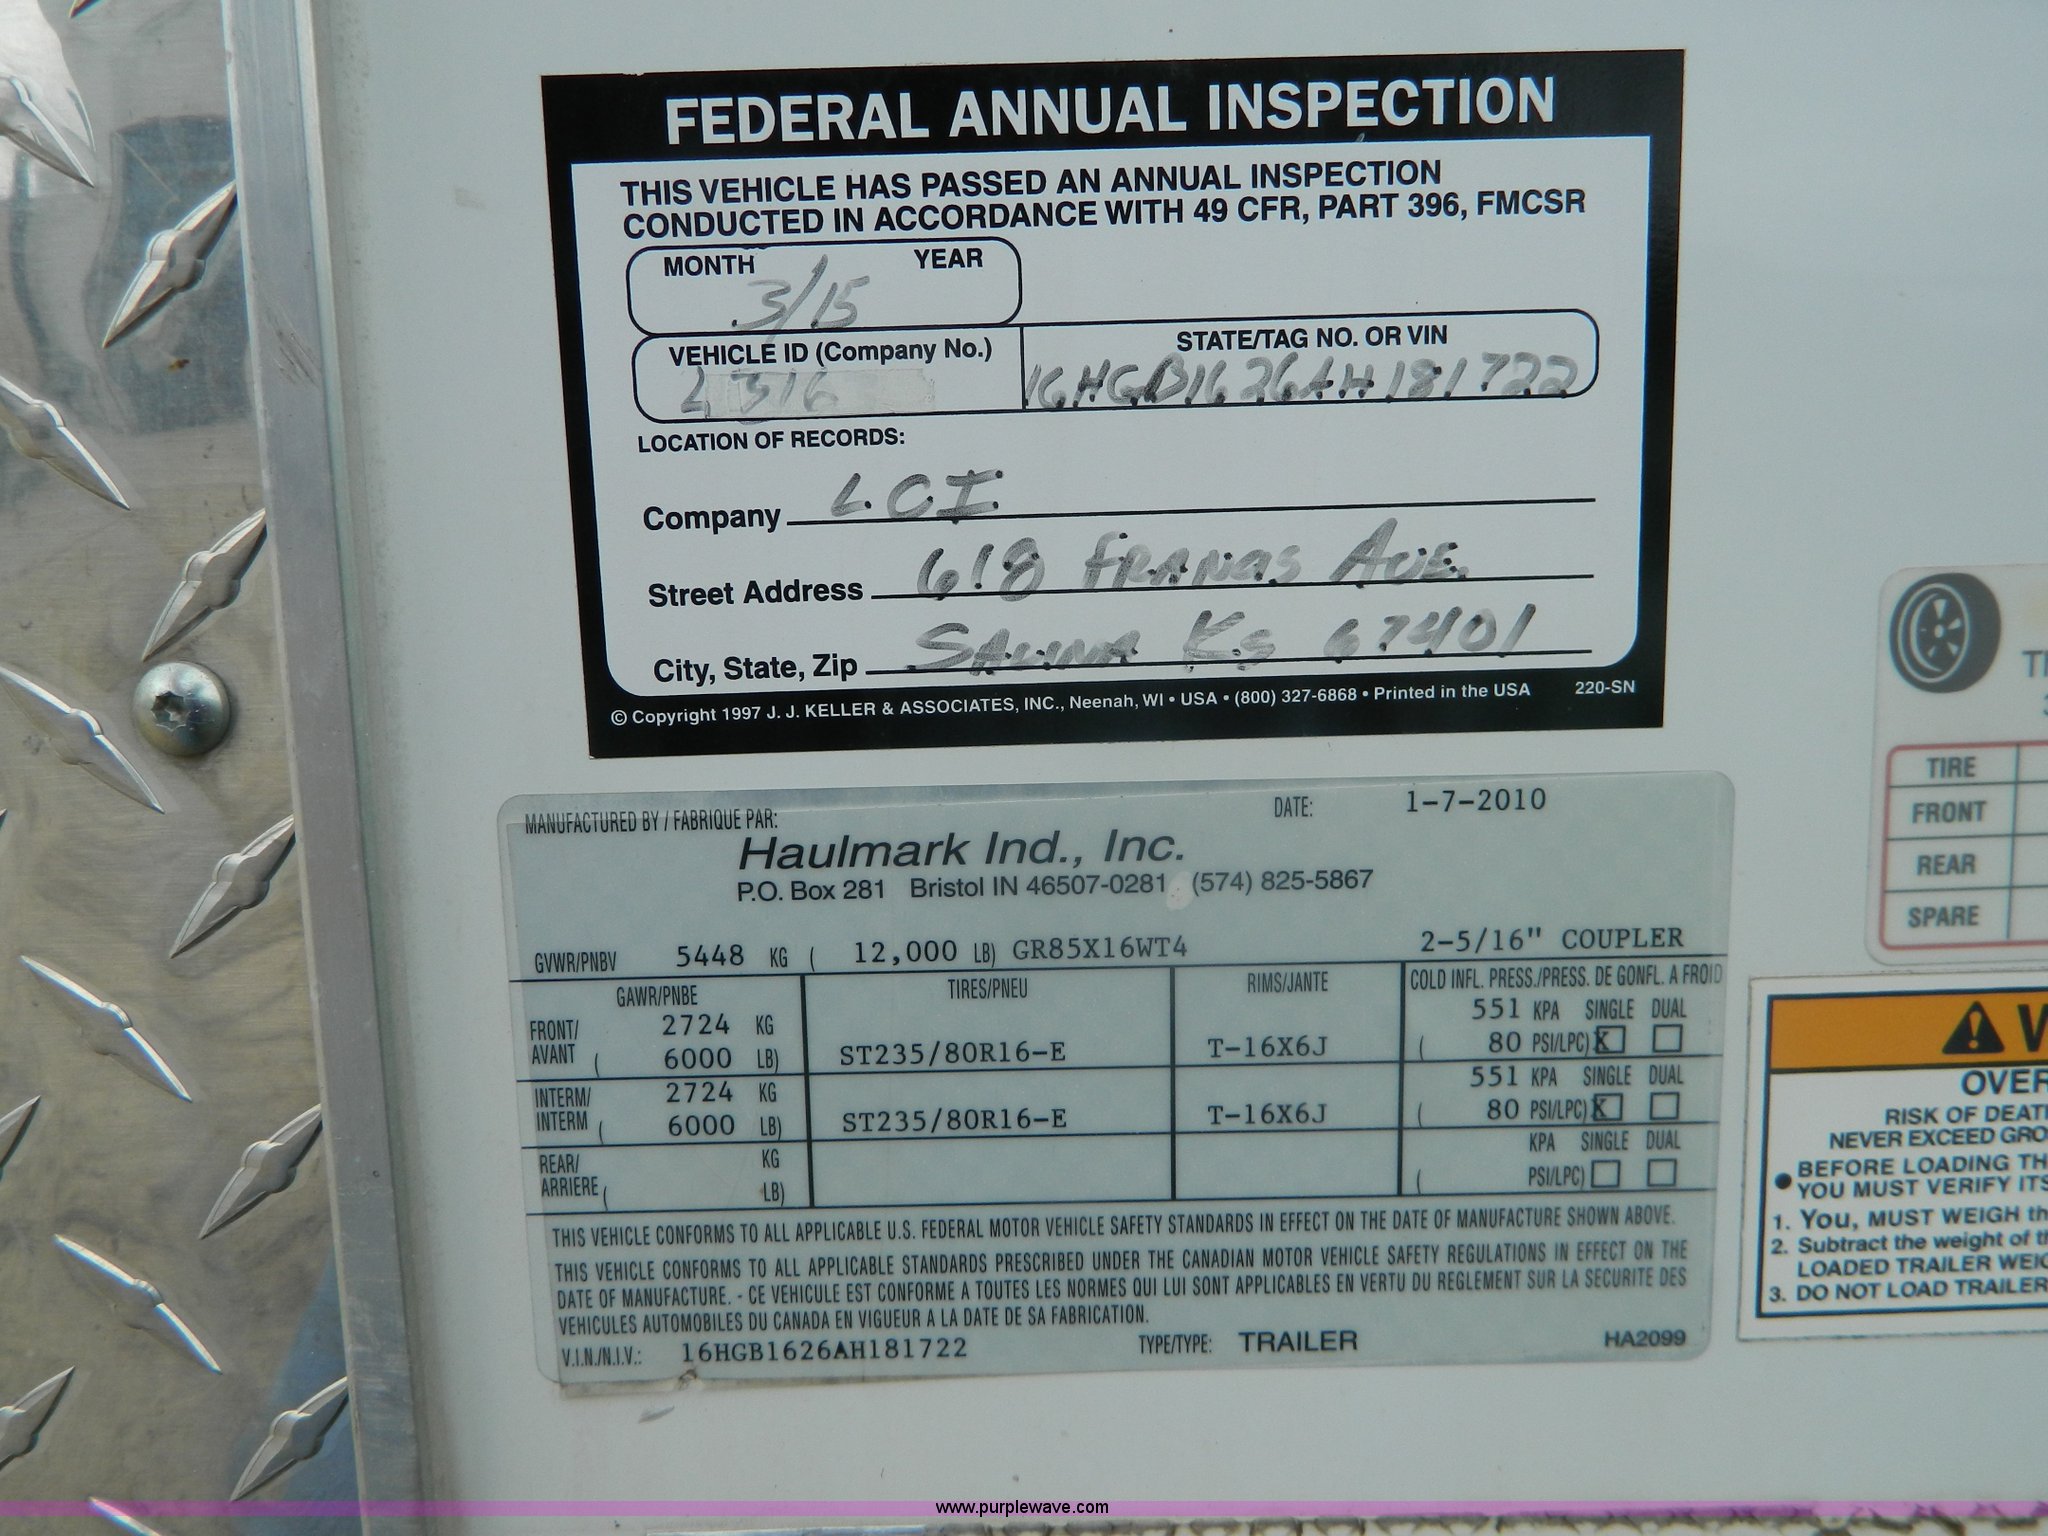 FEDERAL ANNUAL INSPECTION
THIS VEHICLE HAS PASSED AN ANNUAL INSPECTION
CONDUCTED IN ACCORDANCE WITH 49 CFR, PART 396, FMCSR
MONTH YEAR
3/15
VEHICLE ID (Company No.) STATE/TAG NO. OR VIN
L 316 16HGB1626AH181722
LOCATION OF RECORDS:
Company LCI
Street Address 618 FRANCIS AVE.
City, State, Zip SALINA KS 67401
© Copyright 1997 J. J. KELLER & ASSOCIATES, INC., Neenah, WI • USA • (800) 327-6868 • Printed in the USA 220-SN
MANUFACTURED BY / FABRIQUE PAR: DATE: 1-7-2010
Haulmark Ind., Inc.
P.O. Box 281 Bristol IN 46507-0281 (574) 825-5867
GVWR/PNBV 5448 KG ( 12,000 LB) GR85X16WT4 2-5/16" COUPLER
GAWR/PNBE TIRES/PNEU RIMS/JANTE COLD INFL. PRESS./PRESS. DE GONFL. A FROID
FRONT/ 2724 KG 551 KPA SINGLE DUAL
AVANT ( 6000 LB) ST235/80R16-E T-16X6J ( 80 PSI/LPC) X
INTERM/ 2724 KG 551 KPA SINGLE DUAL
INTERM ( 6000 LB) ST235/80R16-E T-16X6J ( 80 PSI/LPC) X
REAR/ KG KPA SINGLE DUAL
ARRIERE ( LB) ( PSI/LPC)
THIS VEHICLE CONFORMS TO ALL APPLICABLE U.S. FEDERAL MOTOR VEHICLE SAFETY STANDARDS IN EFFECT ON THE DATE OF MANUFACTURE SHOWN ABOVE.
THIS VEHICLE CONFORMS TO ALL APPLICABLE STANDARDS PRESCRIBED UNDER THE CANADIAN MOTOR VEHICLE SAFETY REGULATIONS IN EFFECT ON THE
DATE OF MANUFACTURE. - CE VEHICULE EST CONFORME A TOUTES LES NORMES QUI LUI SONT APPLICABLES EN VERTU DU REGLEMENT SUR LA SECURITE DES
VEHICULES AUTOMOBILES DU CANADA EN VIGUEUR A LA DATE DE SA FABRICATION.
V.I.N./N.I.V.: 16HGB1626AH181722 TYPE/TYPE: TRAILER HA2099
TIRE
FRONT
REAR
SPARE
OVER
RISK OF DEAT
NEVER EXCEED GRO
• BEFORE LOADING TH
YOU MUST VERIFY ITS
1. You, MUST WEIGH th
2. Subtract the weight of th
LOADED TRAILER WEIG
3. DO NOT LOAD TRAILER
www.purplewave.com